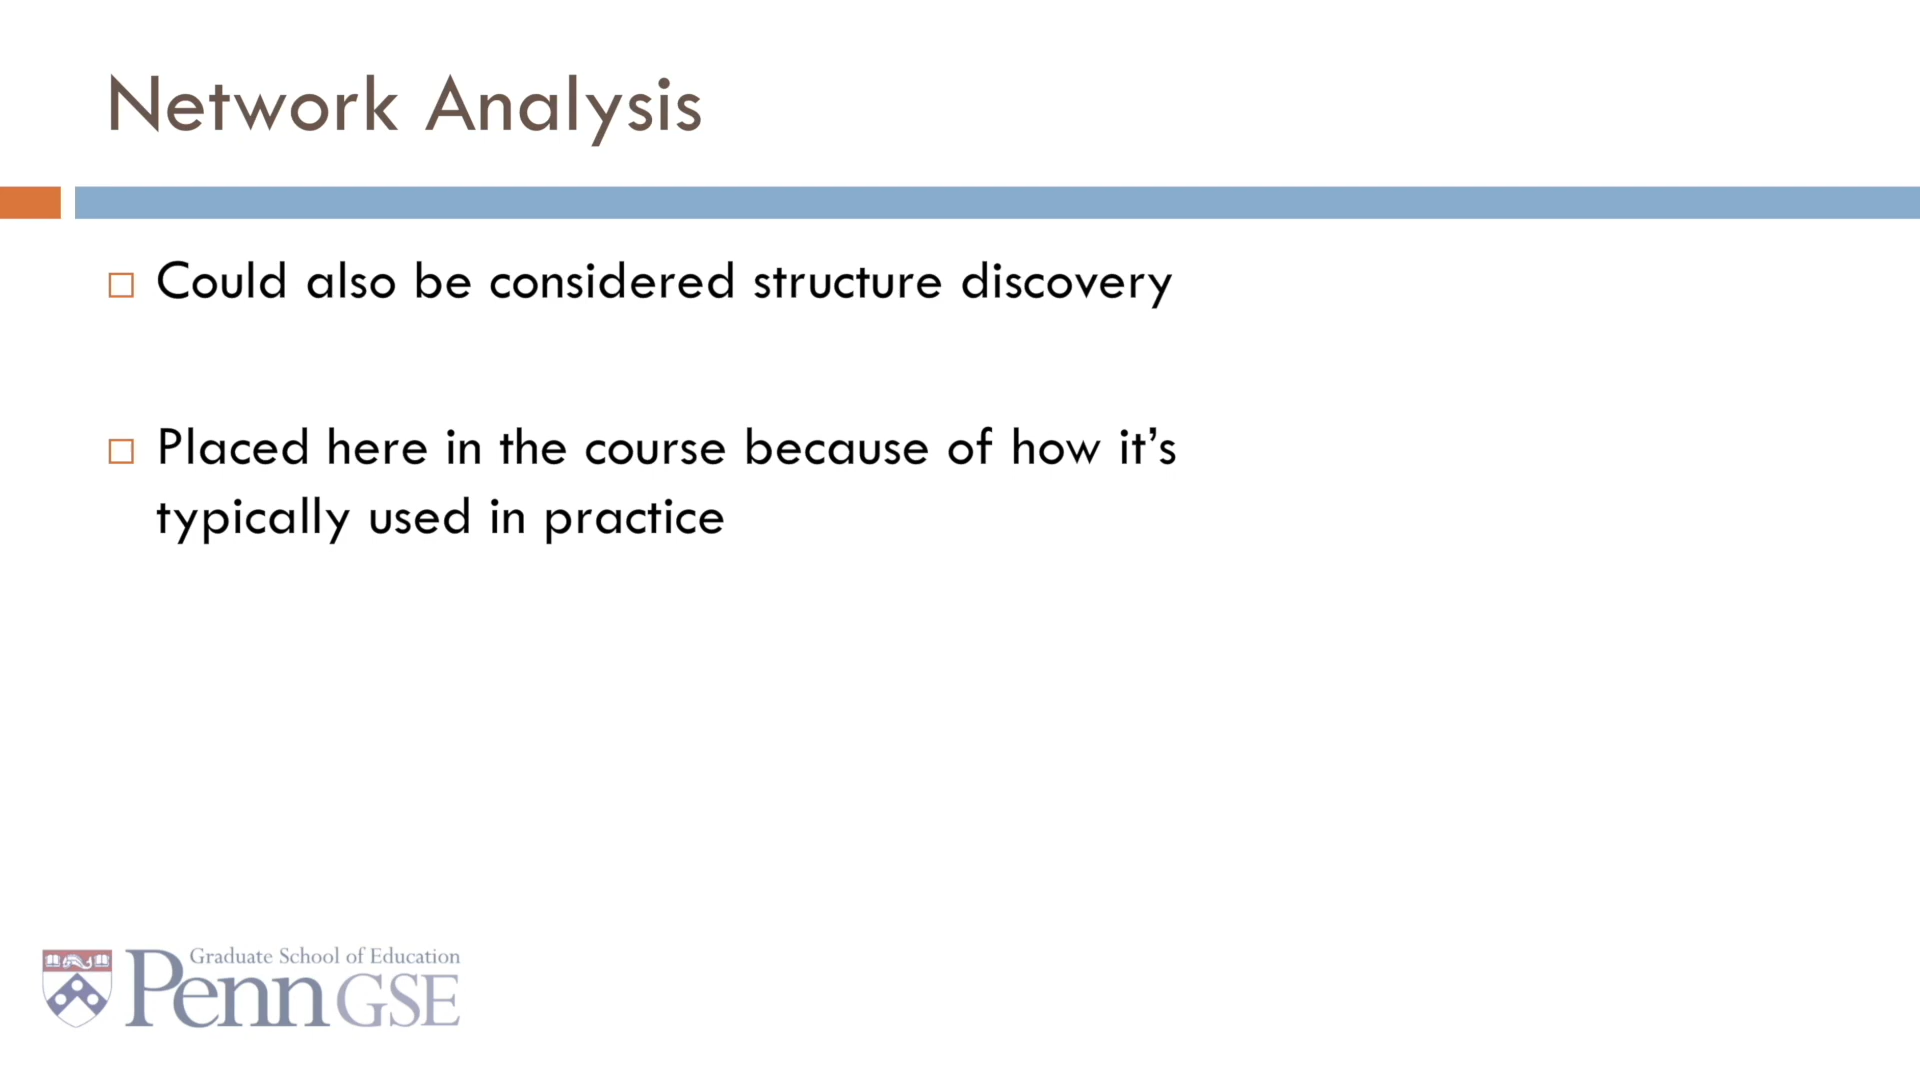 Network Analysis
Could also be considered structure discovery
Placed here in the course because of how it’s
typically used in practice
Graduate School of Education
Penn GSE